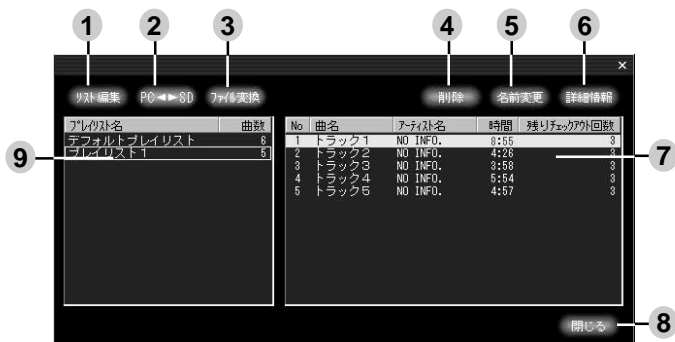 1 2 3 4 5 6
×
リスト編集 PC◄►SD ファイル変換 削除 名前変更 詳細情報
プレイリスト名 曲数
デフォルトプレイリスト 6
プレイリスト1 5
No 曲名 アーティスト名 時間 残りチェックアウト回数
1 トラック1 NO INFO. 8:55 3
2 トラック2 NO INFO. 4:26 3
3 トラック3 NO INFO. 3:58 3
4 トラック4 NO INFO. 5:54 3
5 トラック5 NO INFO. 4:57 3
9
7
閉じる 8